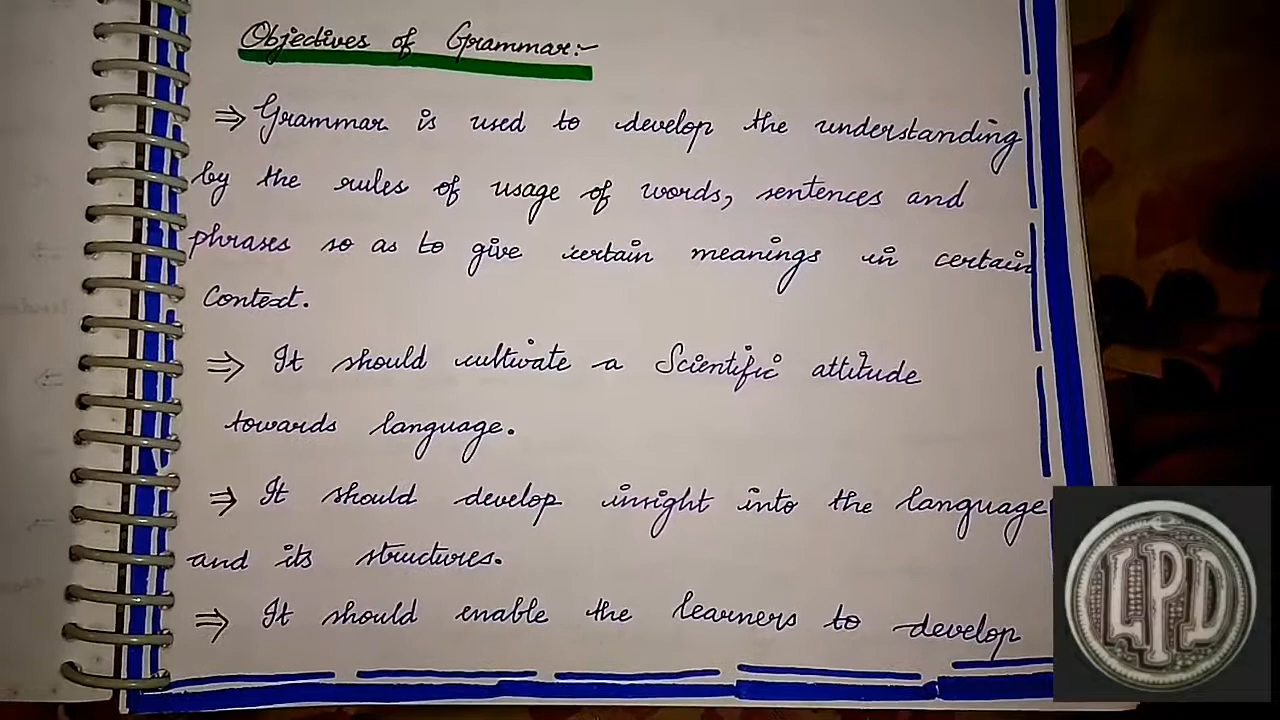 Objectives of Grammar:-
⇒ Grammar is used to develop the understanding
by the rules of usage of words, sentences and
phrases so as to give certain meanings in certain
Context.
⇒ It should cultivate a Scientific attitude
towards language.
⇒ It should develop insight into the language
and its structures.
⇒ It should enable the learners to develop
LPD